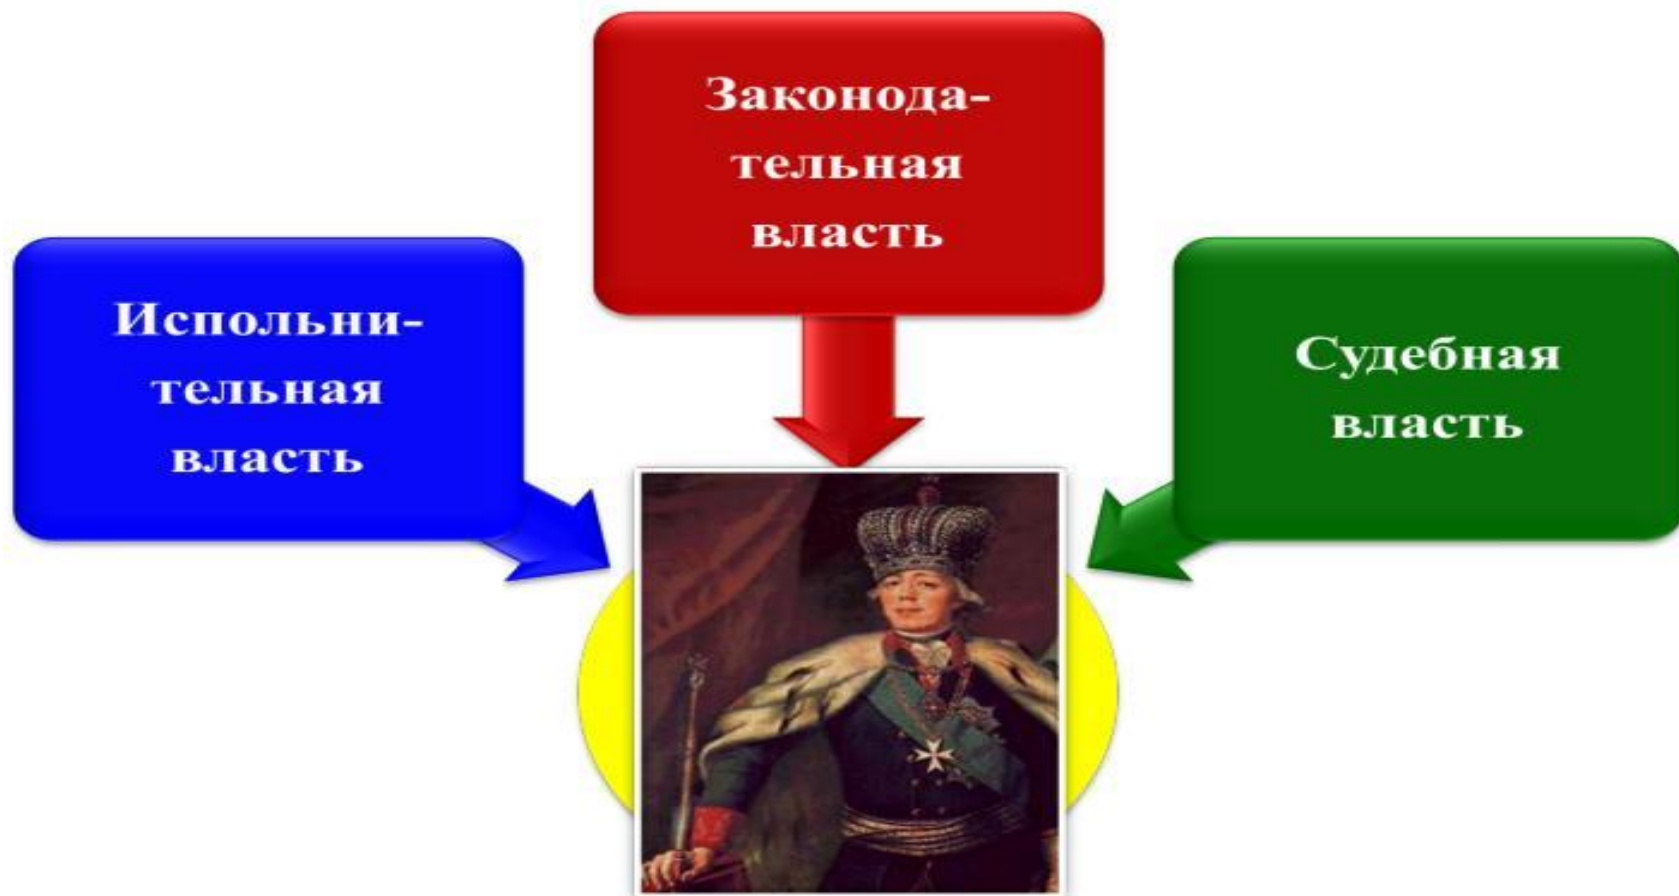 Законода-
тельная
власть
Испольни-
тельная
власть
Судебная
власть